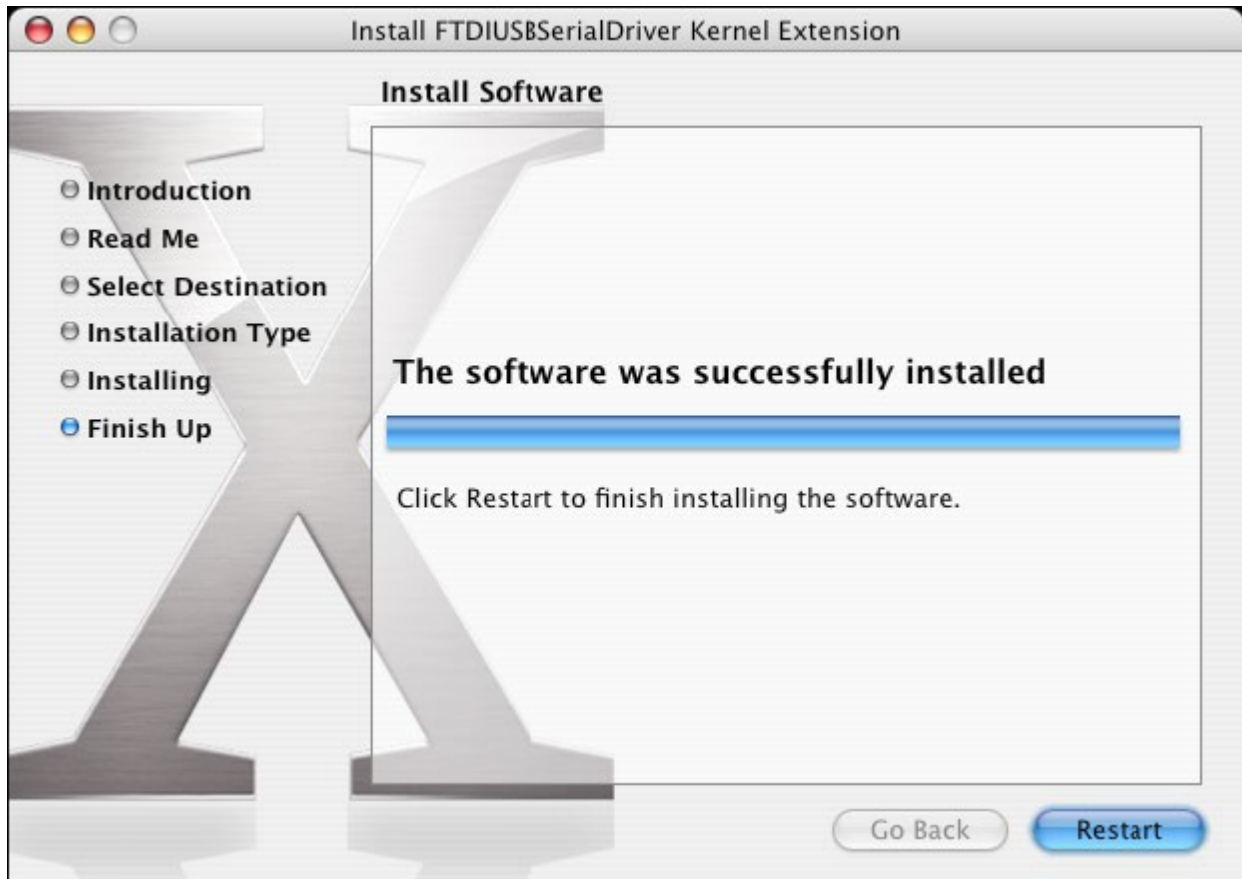 Install FTDIUSBSerialDriver Kernel Extension
Install Software
Introduction
Read Me
Select Destination
Installation Type
Installing
Finish Up
The software was successfully installed
Click Restart to finish installing the software.
Go Back
Restart